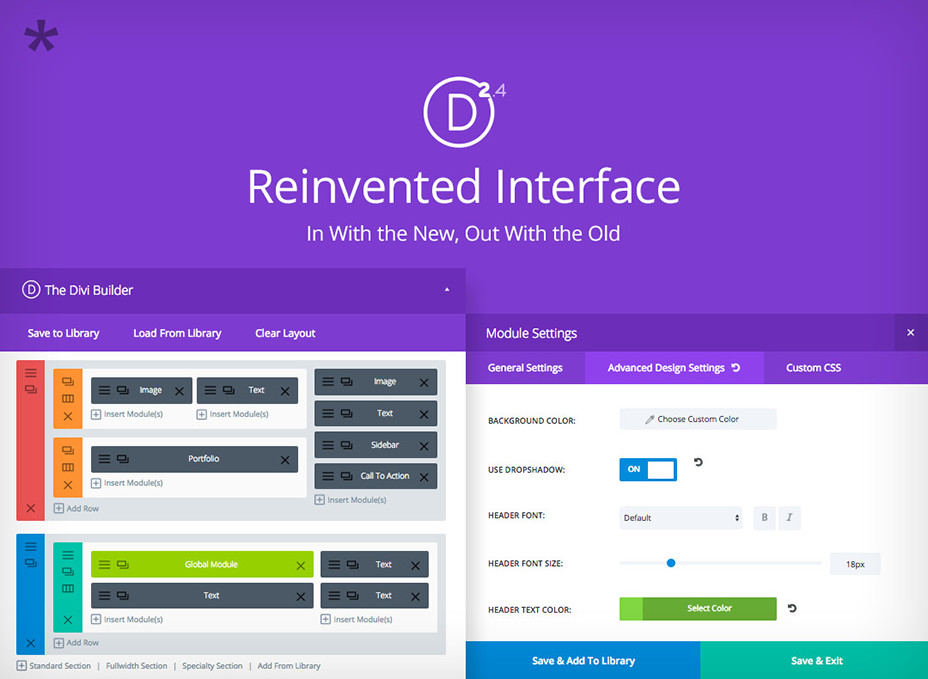 *
D 2.4
Reinvented Interface
In With the New, Out With the Old
D The Divi Builder
Save to Library Load From Library Clear Layout
Image Text
Insert Module(s) Insert Module(s)
Portfolio
Insert Module(s)
Add Row
Image
Text
Sidebar
Call To Action
Insert Module(s)
Global Module Text
Text Text
Insert Module(s) Insert Module(s)
Add Row
Standard Section | Fullwidth Section | Specialty Section | Add From Library
Module Settings
General Settings Advanced Design Settings Custom CSS
BACKGROUND COLOR: Choose Custom Color
USE DROPSHADOW: ON
HEADER FONT: Default B I
HEADER FONT SIZE: 18px
HEADER TEXT COLOR: Select Color
Save & Add To Library Save & Exit